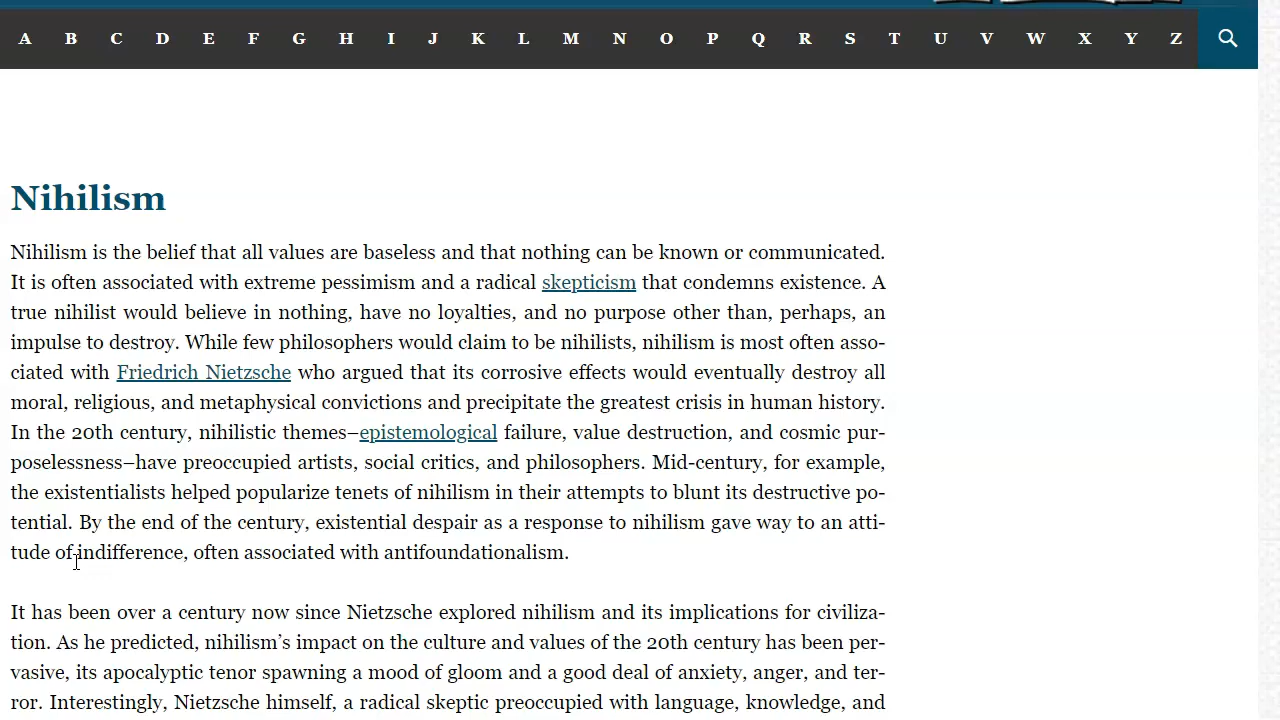 A B C D E F G H I J K L M N O P Q R S T U V W X Y Z
Nihilism
Nihilism is the belief that all values are baseless and that nothing can be known or communicated.
It is often associated with extreme pessimism and a radical skepticism that condemns existence. A
true nihilist would believe in nothing, have no loyalties, and no purpose other than, perhaps, an
impulse to destroy. While few philosophers would claim to be nihilists, nihilism is most often asso-
ciated with Friedrich Nietzsche who argued that its corrosive effects would eventually destroy all
moral, religious, and metaphysical convictions and precipitate the greatest crisis in human history.
In the 20th century, nihilistic themes–epistemological failure, value destruction, and cosmic pur-
poselessness–have preoccupied artists, social critics, and philosophers. Mid-century, for example,
the existentialists helped popularize tenets of nihilism in their attempts to blunt its destructive po-
tential. By the end of the century, existential despair as a response to nihilism gave way to an atti-
tude of indifference, often associated with antifoundationalism.
It has been over a century now since Nietzsche explored nihilism and its implications for civiliza-
tion. As he predicted, nihilism’s impact on the culture and values of the 20th century has been per-
vasive, its apocalyptic tenor spawning a mood of gloom and a good deal of anxiety, anger, and ter-
ror. Interestingly, Nietzsche himself, a radical skeptic preoccupied with language, knowledge, and